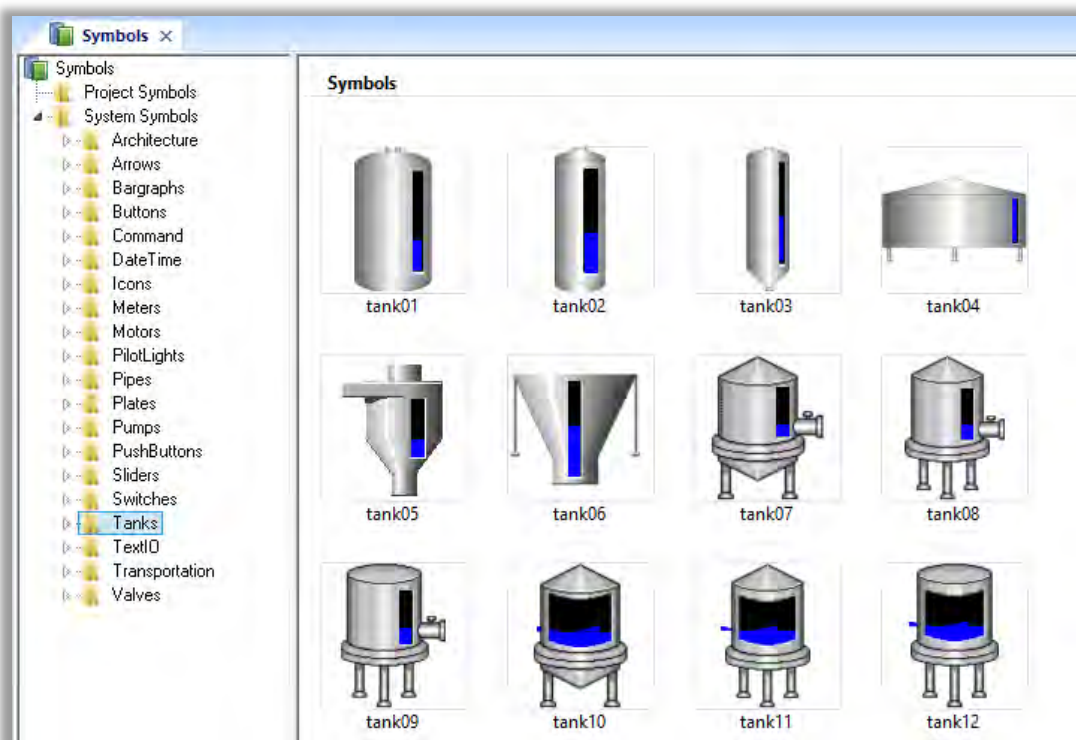 Symbols
Symbols
Project Symbols
System Symbols
Architecture
Arrows
Bargraphs
Buttons
Command
DateTime
Icons
Meters
Motors
PilotLights
Pipes
Plates
Pumps
PushButtons
Sliders
Switches
Tanks
TextIO
Transportation
Valves
Symbols
tank01 tank02 tank03 tank04
tank05 tank06 tank07 tank08
tank09 tank10 tank11 tank12